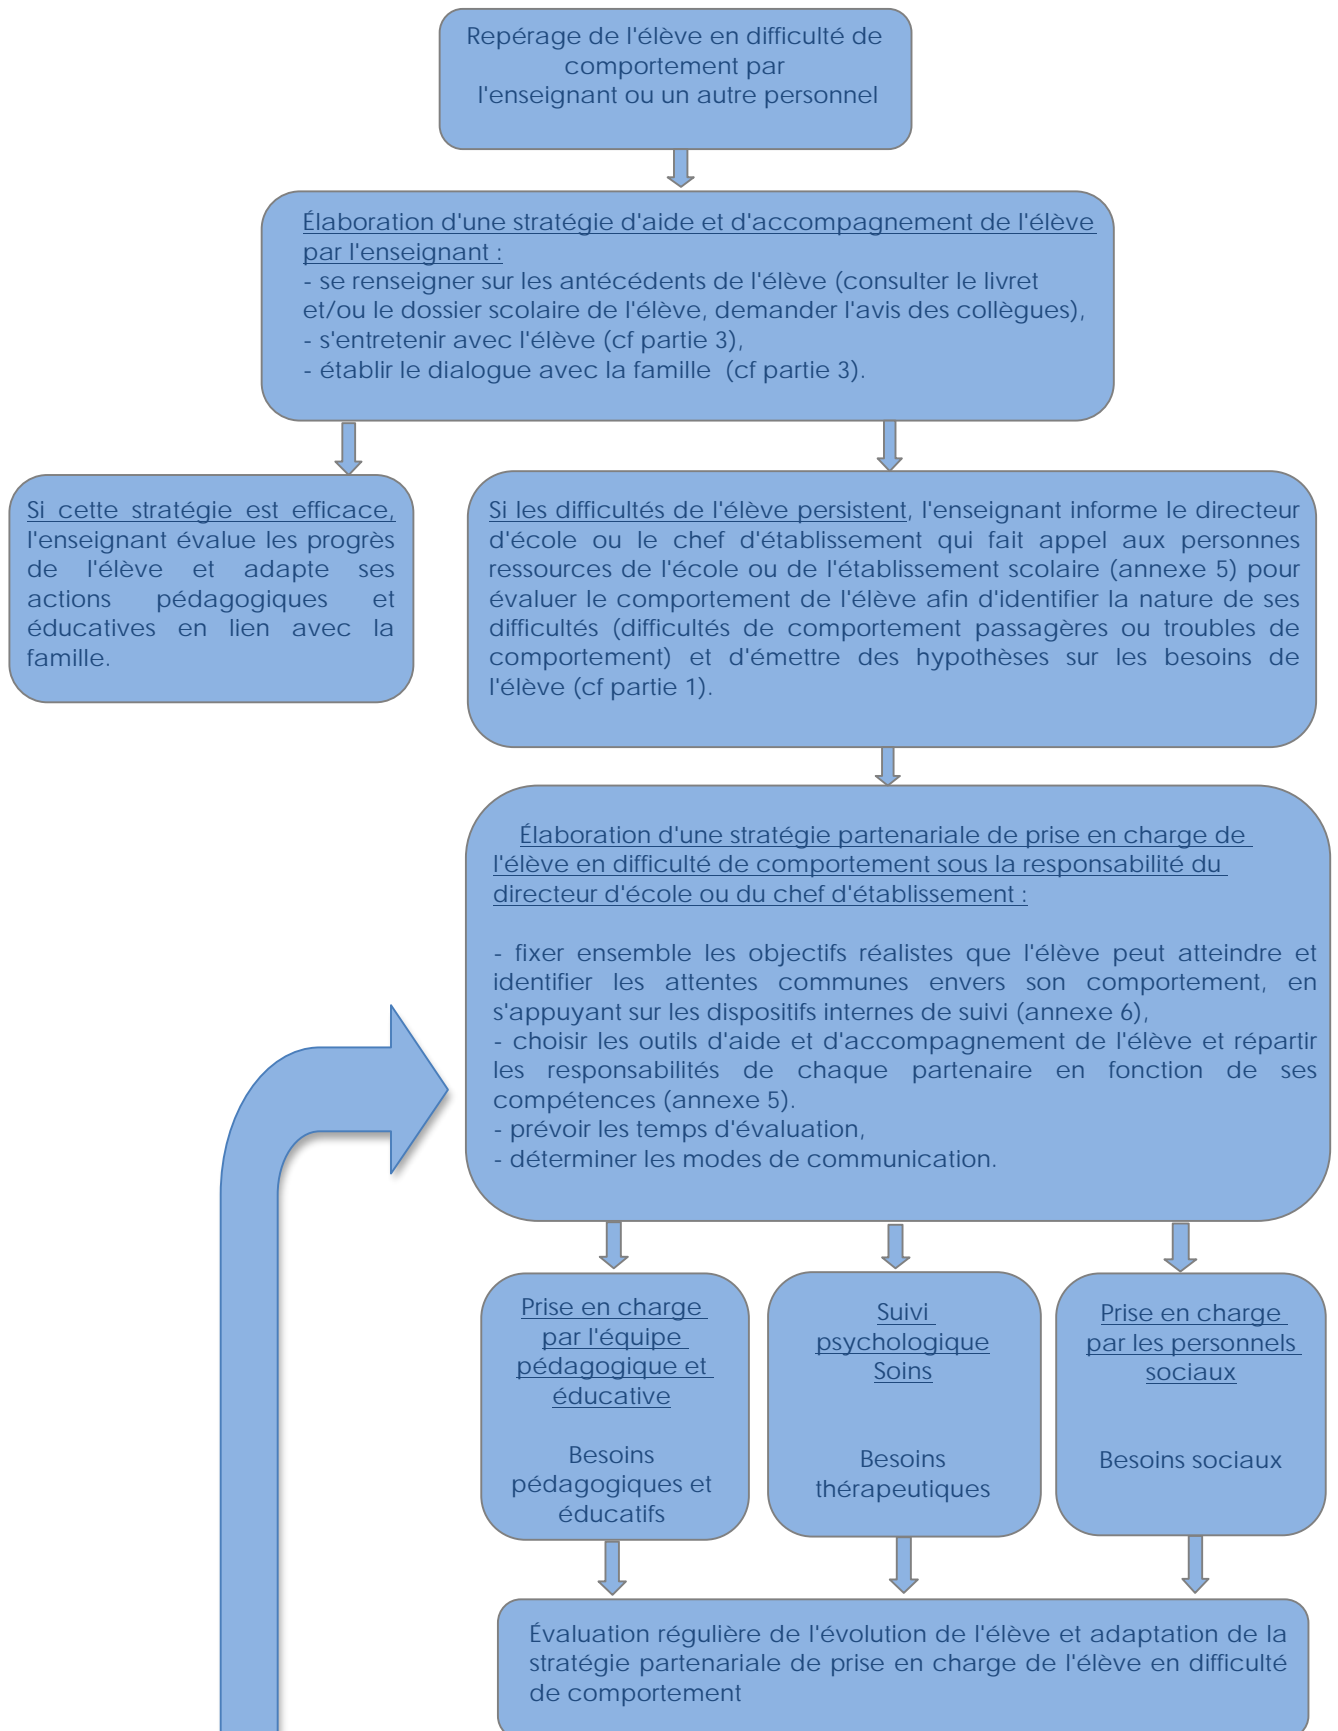 Repérage de l'élève en difficulté de
comportement par
l'enseignant ou un autre personnel
Élaboration d'une stratégie d'aide et d'accompagnement de l'élève
par l'enseignant :
- se renseigner sur les antécédents de l'élève (consulter le livret
et/ou le dossier scolaire de l'élève, demander l'avis des collègues),
- s'entretenir avec l'élève (cf partie 3),
- établir le dialogue avec la famille (cf partie 3).
Si cette stratégie est efficace,
l'enseignant évalue les progrès
de l'élève et adapte ses
actions pédagogiques et
éducatives en lien avec la
famille.
Si les difficultés de l'élève persistent, l'enseignant informe le directeur
d'école ou le chef d'établissement qui fait appel aux personnes
ressources de l'école ou de l'établissement scolaire (annexe 5) pour
évaluer le comportement de l'élève afin d'identifier la nature de ses
difficultés (difficultés de comportement passagères ou troubles de
comportement) et d'émettre des hypothèses sur les besoins de
l'élève (cf partie 1).
Élaboration d'une stratégie partenariale de prise en charge de
l'élève en difficulté de comportement sous la responsabilité du
directeur d'école ou du chef d'établissement :
- fixer ensemble les objectifs réalistes que l'élève peut atteindre et
identifier les attentes communes envers son comportement, en
s'appuyant sur les dispositifs internes de suivi (annexe 6),
- choisir les outils d'aide et d'accompagnement de l'élève et répartir
les responsabilités de chaque partenaire en fonction de ses
compétences (annexe 5).
- prévoir les temps d'évaluation,
- déterminer les modes de communication.
Prise en charge
par l'équipe
pédagogique et
éducative
Besoins
pédagogiques et
éducatifs
Suivi
psychologique
Soins
Besoins
thérapeutiques
Prise en charge
par les personnels
sociaux
Besoins sociaux
Évaluation régulière de l'évolution de l'élève et adaptation de la
stratégie partenariale de prise en charge de l'élève en difficulté
de comportement